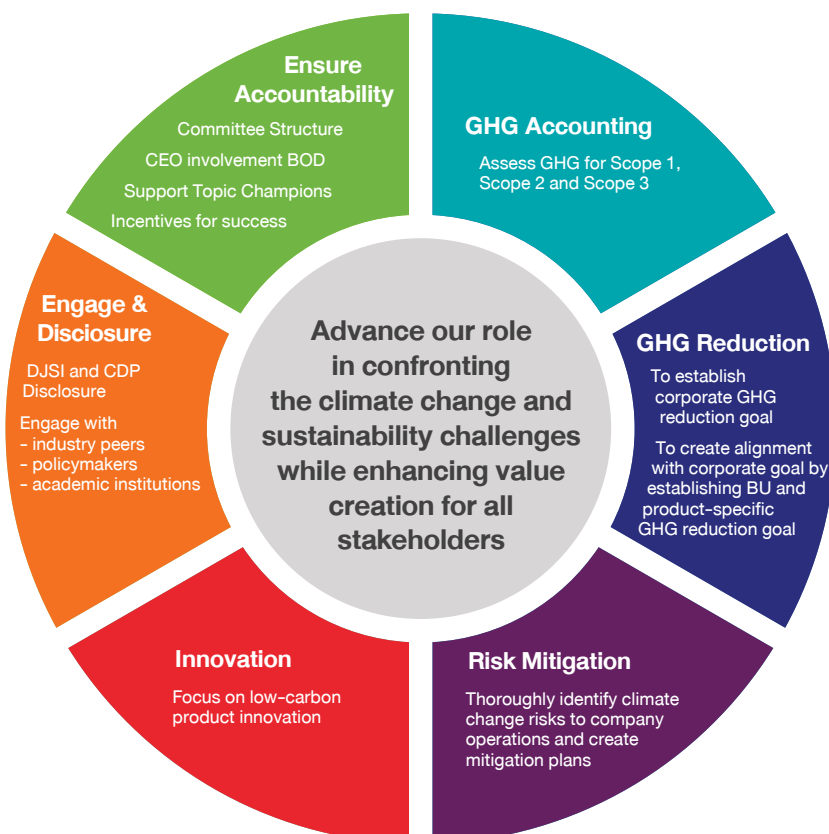 Ensure
Accountability
Committee Structure
CEO involvement BOD
Support Topic Champions
Incentives for success
GHG Accounting
Assess GHG for Scope 1,
Scope 2 and Scope 3
GHG Reduction
To establish
corporate GHG
reduction goal
To create alignment
with corporate goal by
establishing BU and
product-specific
GHG reduction goal
Risk Mitigation
Thoroughly identify climate
change risks to company
operations and create
mitigation plans
Innovation
Focus on low-carbon
product innovation
Engage &
Disclosure
DJSI and CDP
Disclosure
Engage with
- industry peers
- policymakers
- academic institutions
Advance our role
in confronting
the climate change and
sustainability challenges
while enhancing value
creation for all
stakeholders